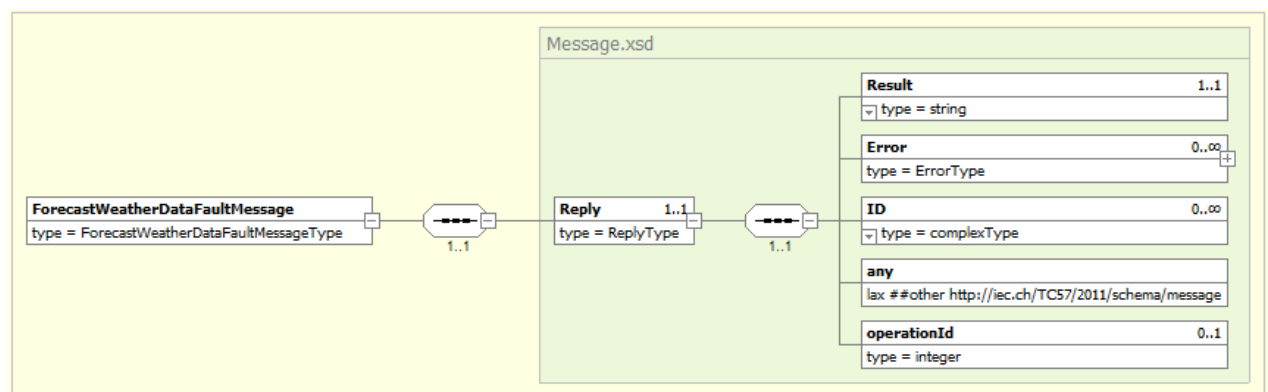 Message.xsd
Result 1..1
type = string
Error 0..∞
type = ErrorType
ForecastWeatherDataFaultMessage
type = ForecastWeatherDataFaultMessageType
1..1
Reply 1..1
type = ReplyType
1..1
ID 0..∞
type = complexType
any
lax ##other http://iec.ch/TC57/2011/schema/message
operationId 0..1
type = integer